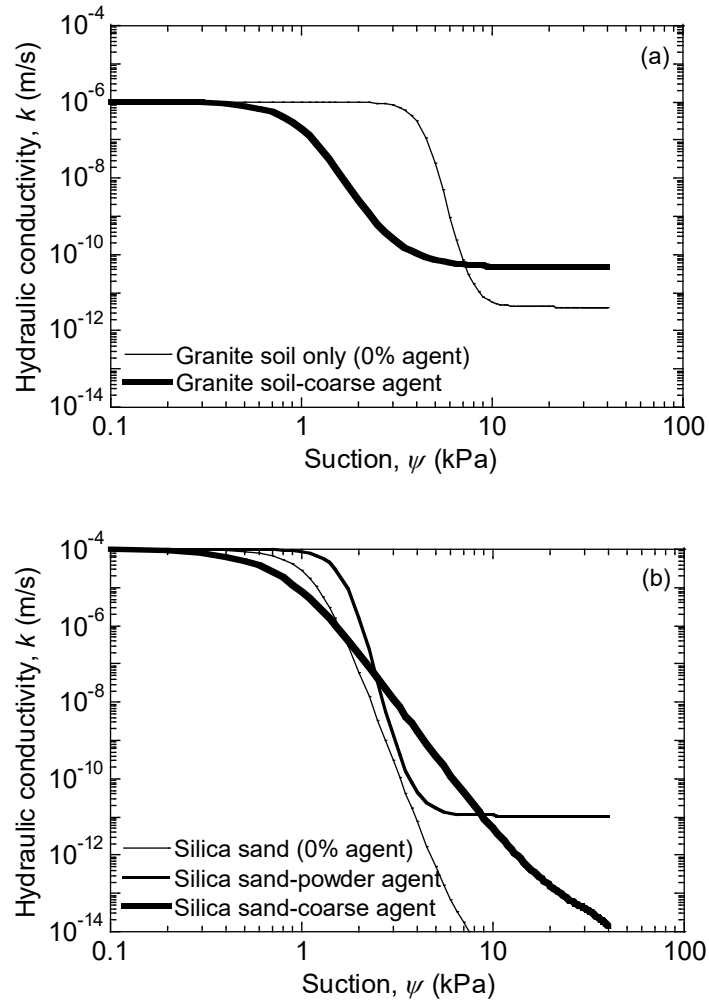 (a)
Hydraulic conductivity, k (m/s)
10⁻⁴
10⁻⁶
10⁻⁸
10⁻¹⁰
10⁻¹²
10⁻¹⁴
Granite soil only (0% agent)
Granite soil-coarse agent
0.1 1 10 100
Suction, ψ (kPa)
(b)
Hydraulic conductivity, k (m/s)
10⁻⁴
10⁻⁶
10⁻⁸
10⁻¹⁰
10⁻¹²
10⁻¹⁴
Silica sand (0% agent)
Silica sand-powder agent
Silica sand-coarse agent
0.1 1 10 100
Suction, ψ (kPa)